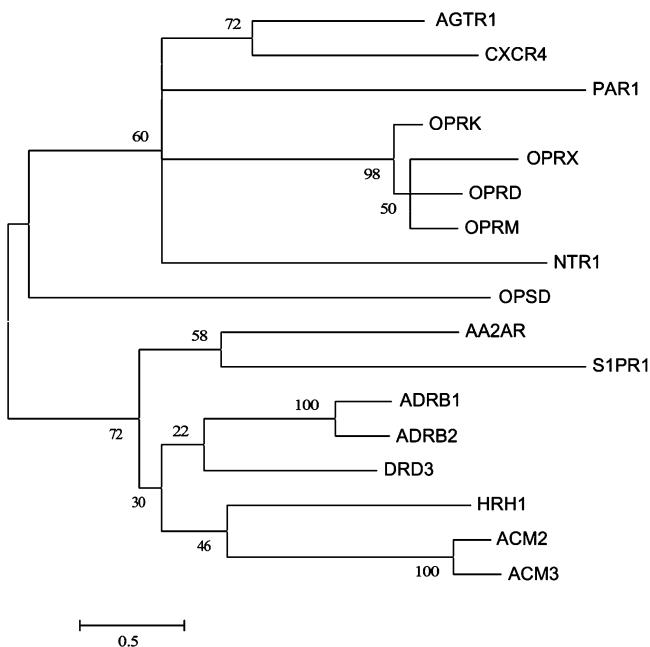 72
AGTR1
CXCR4
PAR1
60
OPRK
98
OPRX
OPRD
50
OPRM
NTR1
OPSD
58
AA2AR
S1PR1
72
100
ADRB1
22
ADRB2
DRD3
30
HRH1
46
ACM2
100
ACM3
0.5